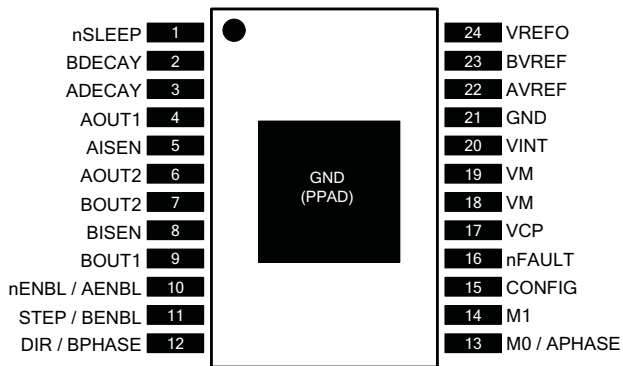 nSLEEP 1
BDECAY 2
ADECAY 3
AOUT1 4
AISEN 5
AOUT2 6
BOUT2 7
BISEN 8
BOUT1 9
nENBL / AENBL 10
STEP / BENBL 11
DIR / BPHASE 12
GND
(PPAD)
24 VREFO
23 BVREF
22 AVREF
21 GND
20 VINT
19 VM
18 VM
17 VCP
16 nFAULT
15 CONFIG
14 M1
13 M0 / APHASE